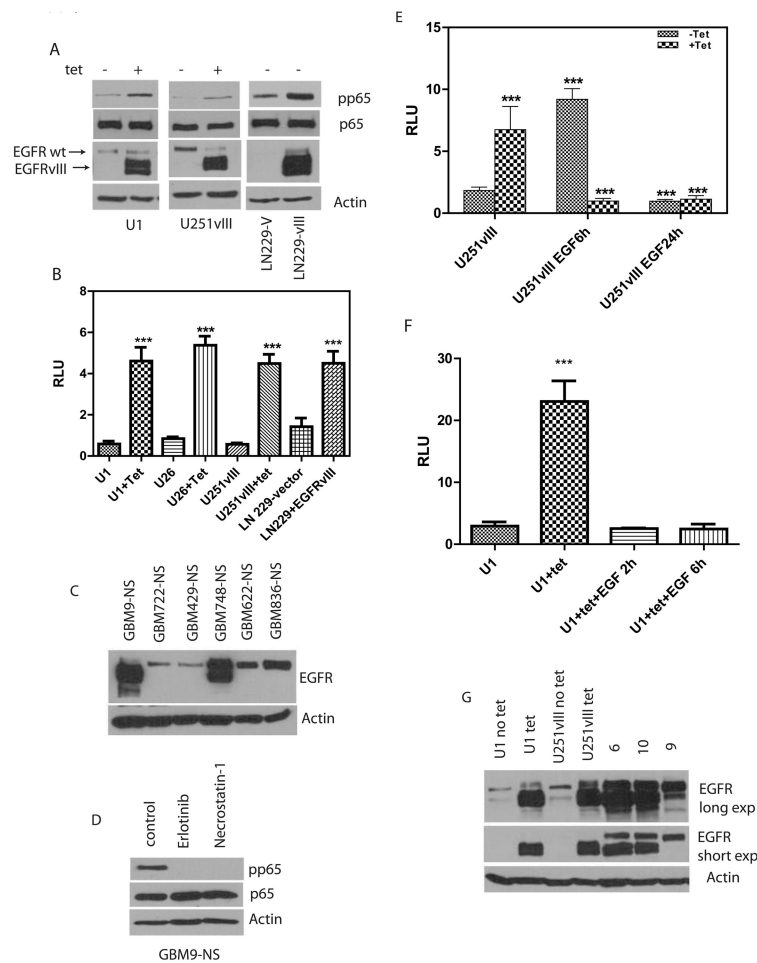 A
tet - + - + - -
pp65
p65
EGFR wt
EGFRvIII
Actin
U1
U251vIII
LN229-V
LN229-vIII
B
RLU
8
6
4
2
0
***
***
***
***
U1
U1+Tet
U26
U26+Tet
U251vIII
U251vIII+tet
LN 229-vector
LN229+EGFRvIII
C
GBM9-NS
GBM722-NS
GBM429-NS
GBM748-NS
GBM622-NS
GBM836-NS
EGFR
Actin
D
control
Erlotinib
Necrostatin-1
pp65
p65
Actin
GBM9-NS
E
-Tet
+Tet
RLU
15
10
5
0
***
***
***
*** ***
U251vIII
U251vIII EGF6h
U251vIII EGF24h
F
RLU
30
20
10
0
***
U1
U1+tet
U1+tet+EGF 2h
U1+tet+EGF 6h
G
U1 no tet
U1 tet
U251vIII no tet
U251vIII tet
6
10
9
EGFR
long exp
EGFR
short exp
Actin